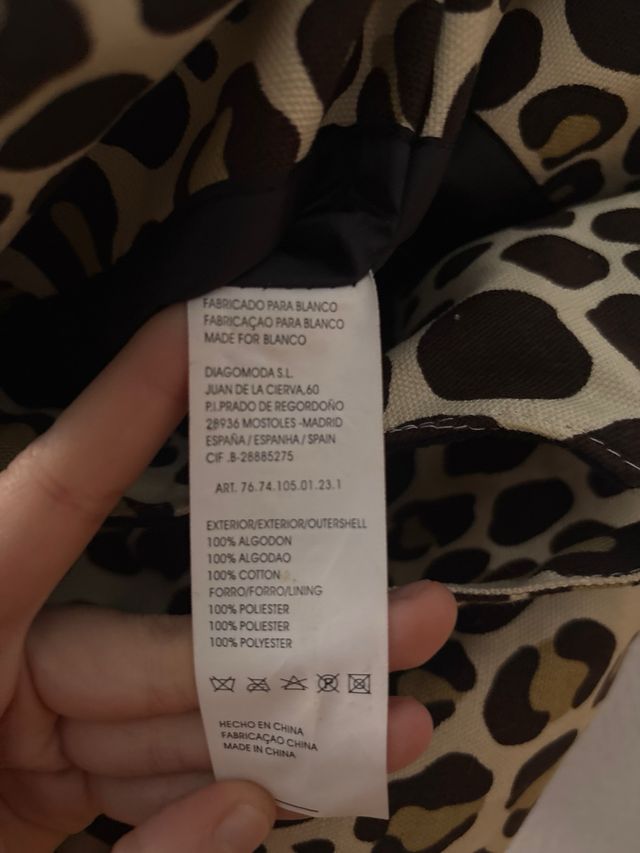 FABRICADO PARA BLANCO
FABRICAÇAO PARA BLANCO
MADE FOR BLANCO
DIAGOMODA S.L.
JUAN DE LA CIERVA,60
P.I.PRADO DE REGORDOÑO
28936 MOSTOLES -MADRID
ESPAÑA / ESPANHA / SPAIN
CIF .B-28885275
ART. 76.74.105.01.23.1
EXTERIOR/EXTERIOR/OUTERSHELL
100% ALGODON
100% ALGODAO
100% COTTON
FORRO/FORRO/LINING
100% POLIESTER
100% POLIESTER
100% POLYESTER
HECHO EN CHINA
FABRICAÇAO CHINA
MADE IN CHINA